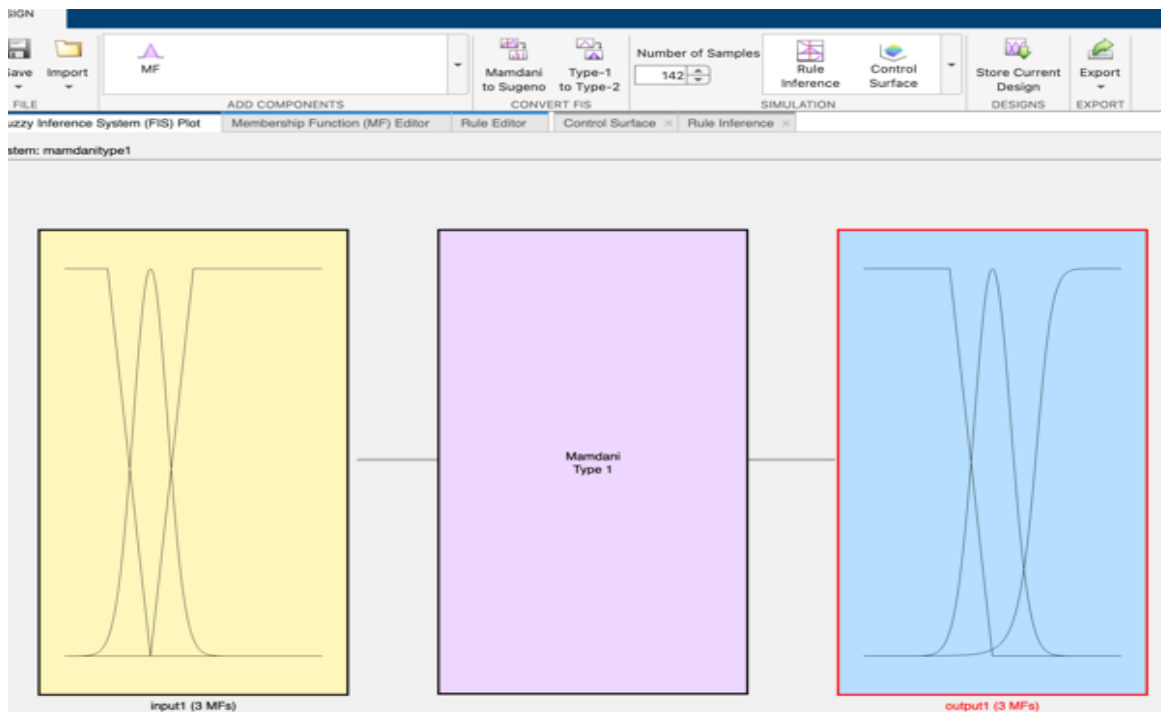 SIGN
Save Import MF Mamdani to Sugeno Type-1 to Type-2 Number of Samples 142 Rule Inference Control Surface Store Current Design Export
FILE ADD COMPONENTS CONVERT FIS SIMULATION DESIGNS EXPORT
uzzy Inference System (FIS) Plot Membership Function (MF) Editor Rule Editor Control Surface × Rule Inference ×
stem: mamdanitype1
Mamdani
Type 1
input1 (3 MFs) output1 (3 MFs)